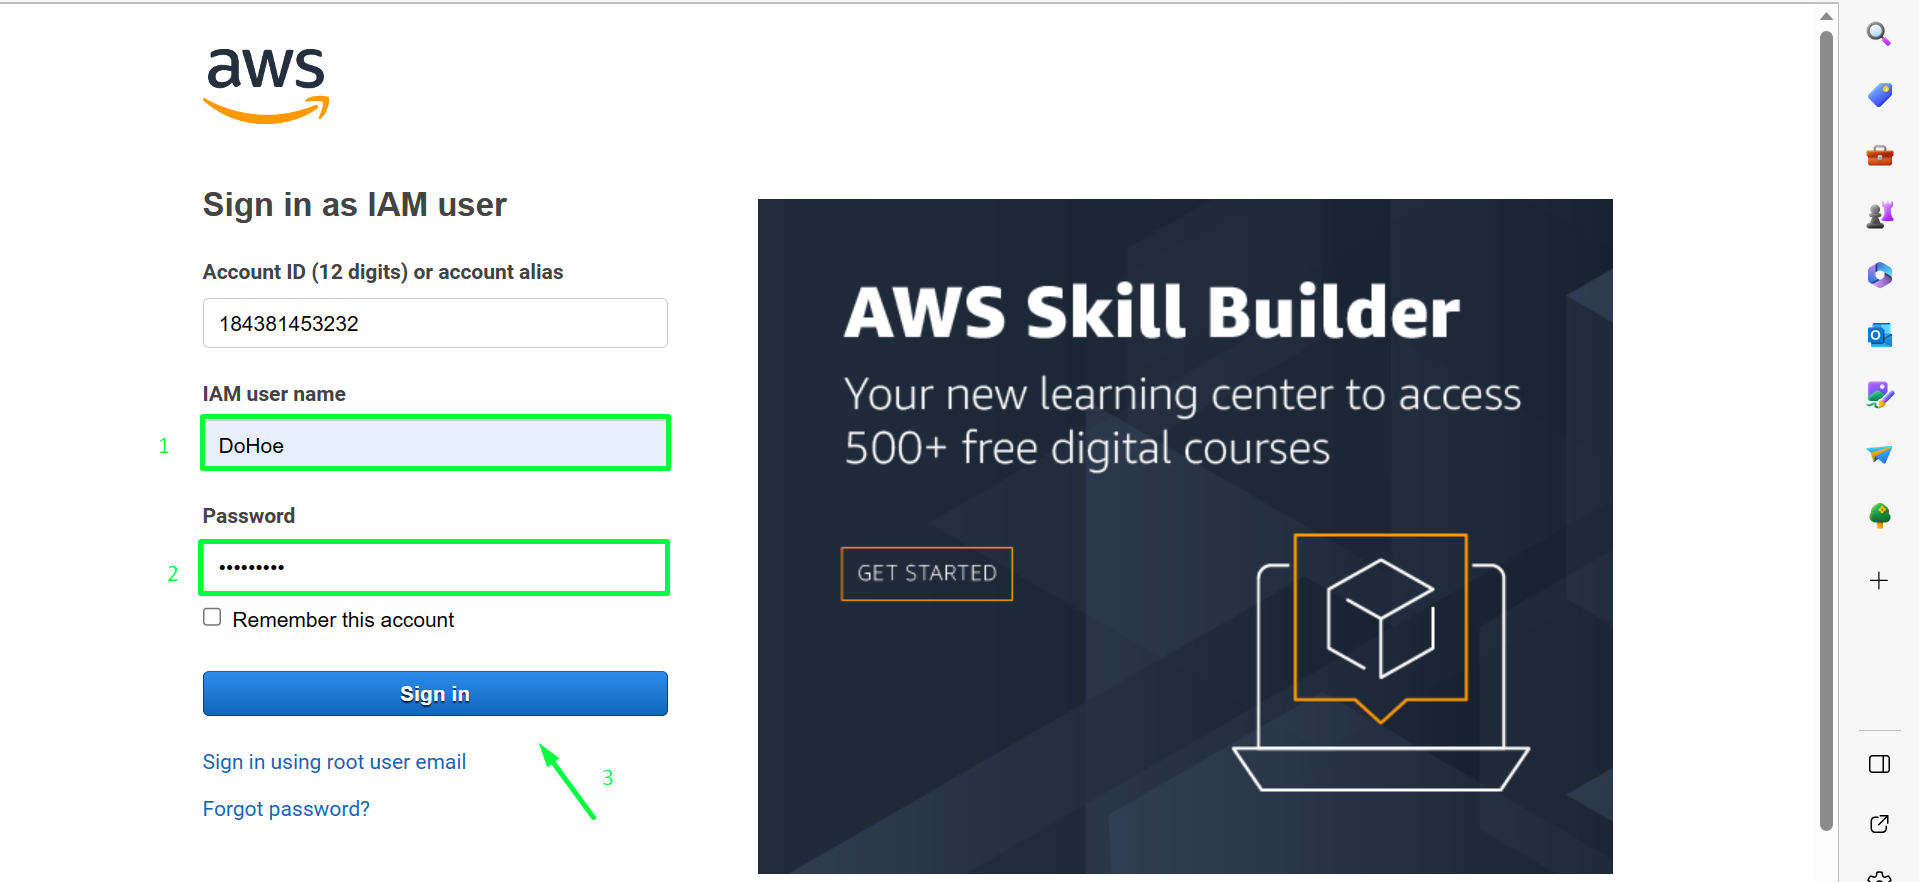 aws
Sign in as IAM user
Account ID (12 digits) or account alias
184381453232
IAM user name
1
DoHoe
Password
2
•••••••••
Remember this account
Sign in
Sign in using root user email
3
Forgot password?
AWS Skill Builder
Your new learning center to access
500+ free digital courses
GET STARTED